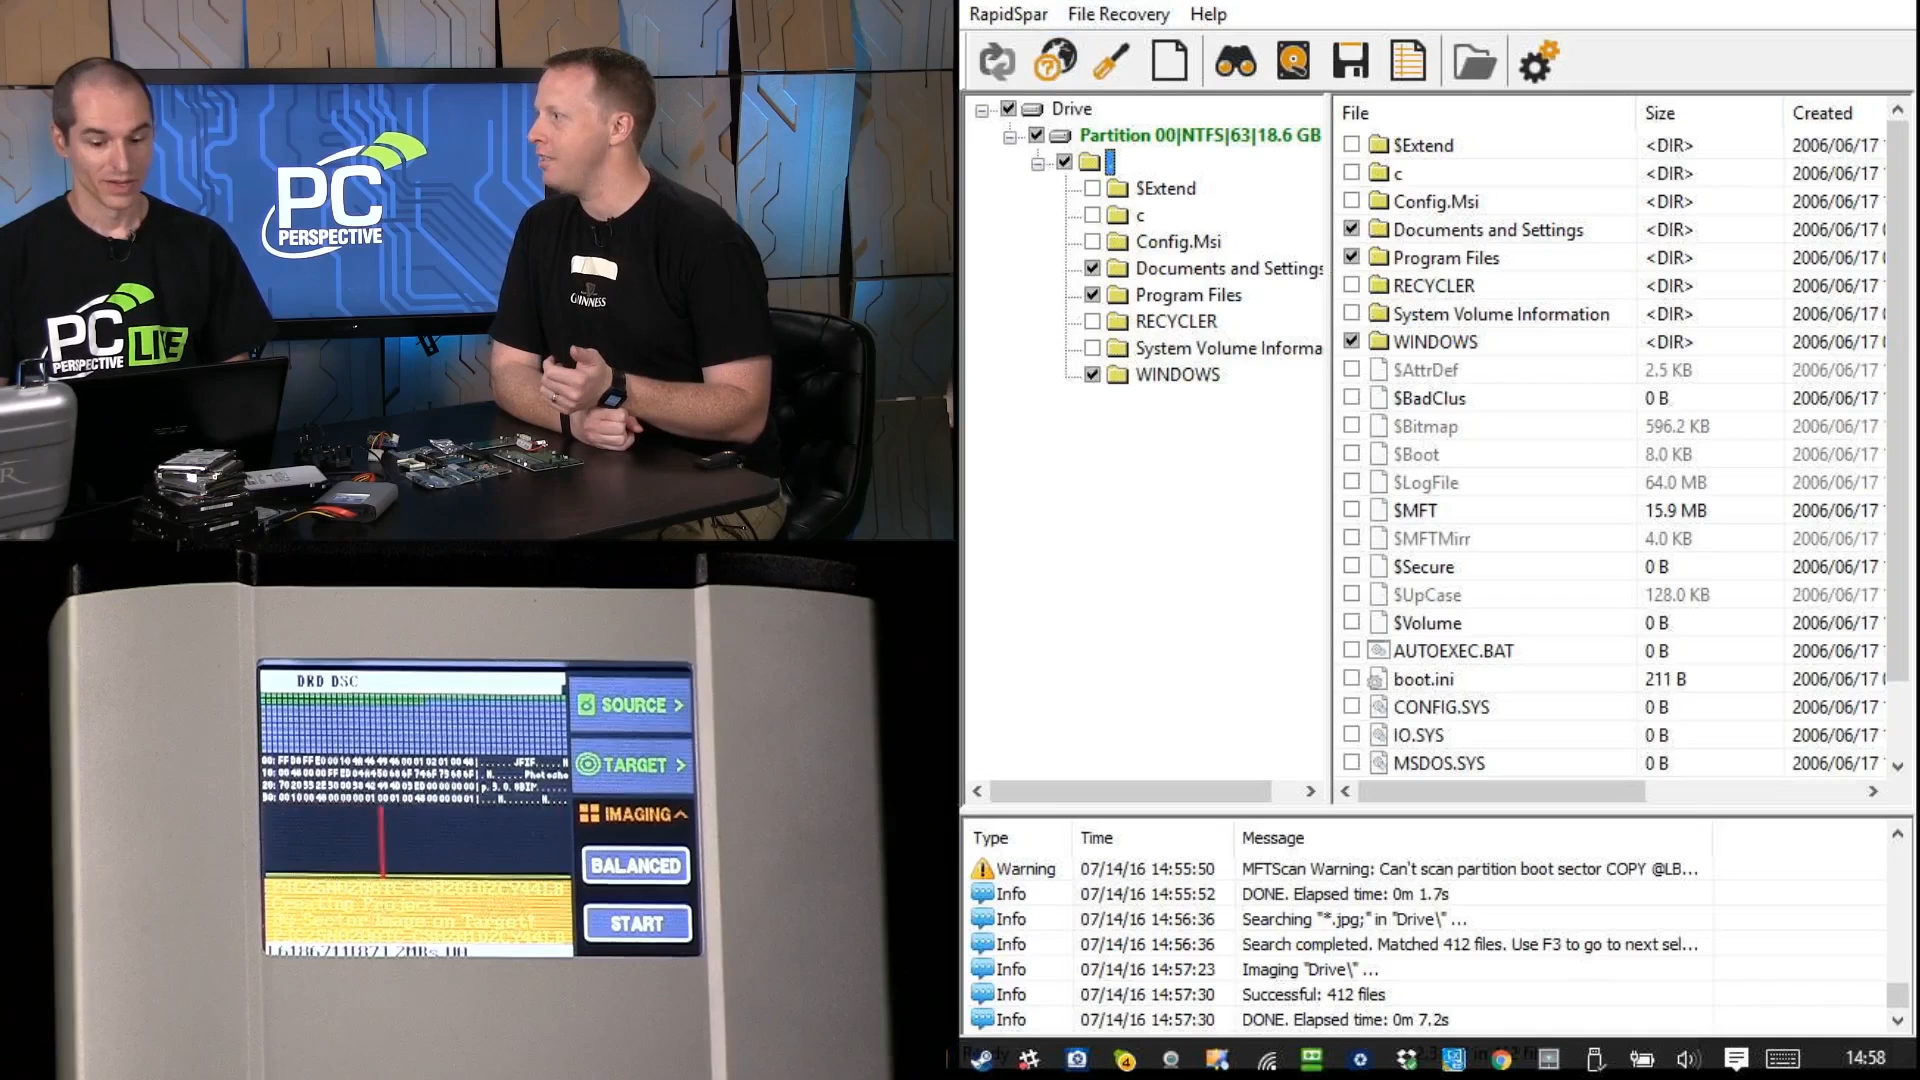 PC
PERSPECTIVE
PC
PERSPECTIVE
LIVE
GUINNESS
R
DRD DSC
SOURCE >
TARGET >
IMAGING
BALANCED
START
Creating Project
RapidSpar File Recovery Help
Drive
Partition 00|NTFS|63|18.6 GB
$Extend
c
Config.Msi
Documents and Settings
Program Files
RECYCLER
System Volume Informa
WINDOWS
File Size Created
$Extend <DIR> 2006/06/17
c <DIR> 2006/06/17
Config.Msi <DIR> 2006/06/17
Documents and Settings <DIR> 2006/06/17
Program Files <DIR> 2006/06/17
RECYCLER <DIR> 2006/06/17
System Volume Information <DIR> 2006/06/17
WINDOWS <DIR> 2006/06/17
$AttrDef 2.5 KB 2006/06/17
$BadClus 0 B 2006/06/17
$Bitmap 596.2 KB 2006/06/17
$Boot 8.0 KB 2006/06/17
$LogFile 64.0 MB 2006/06/17
$MFT 15.9 MB 2006/06/17
$MFTMirr 4.0 KB 2006/06/17
$Secure 0 B 2006/06/17
$UpCase 128.0 KB 2006/06/17
$Volume 0 B 2006/06/17
AUTOEXEC.BAT 0 B 2006/06/17
boot.ini 211 B 2006/06/17
CONFIG.SYS 0 B 2006/06/17
IO.SYS 0 B 2006/06/17
MSDOS.SYS 0 B 2006/06/17
Type Time Message
Warning 07/14/16 14:55:50 MFTScan Warning: Can't scan partition boot sector COPY @LB...
Info 07/14/16 14:55:52 DONE. Elapsed time: 0m 1.7s
Info 07/14/16 14:56:36 Searching "*.jpg;" in "Drive\" ...
Info 07/14/16 14:56:36 Search completed. Matched 412 files. Use F3 to go to next sel...
Info 07/14/16 14:57:23 Imaging "Drive\" ...
Info 07/14/16 14:57:30 Successful: 412 files
Info 07/14/16 14:57:30 DONE. Elapsed time: 0m 7.2s
14:58